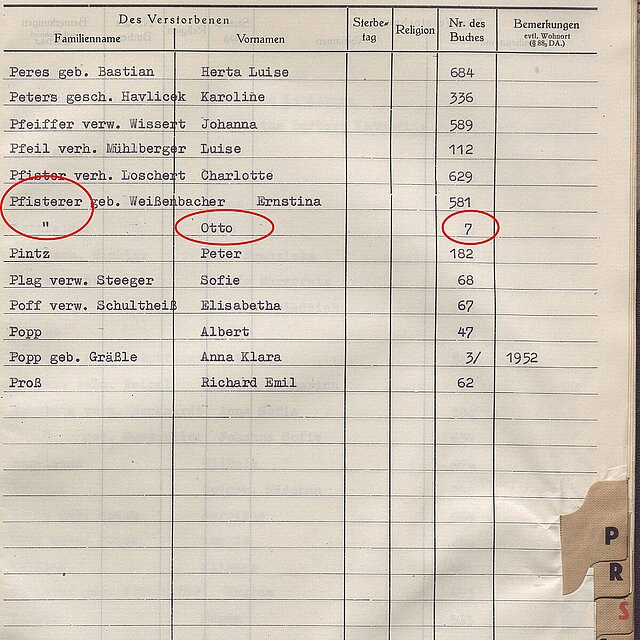 Des Verstorbenen Sterbe- Religion Nr. des Bemerkungen
Familienname Vornamen tag Buches evtl. Wohnort
(§ 88₅ DA.)
Peres geb. Bastian Herta Luise 684
Peters gesch. Havlicek Karoline 336
Pfeiffer verw. Wissert Johanna 589
Pfeil verh. Mühlberger Luise 112
Pfister verh. Loschert Charlotte 629
Pfisterer geb. Weißenbacher Ernstina 581
" Otto 7
Pintz Peter 182
Plag verw. Steeger Sofie 68
Poff verw. Schultheiß Elisabetha 67
Popp Albert 47
Popp geb. Gräßle Anna Klara 3/ 1952
Proß Richard Emil 62
P
R
S